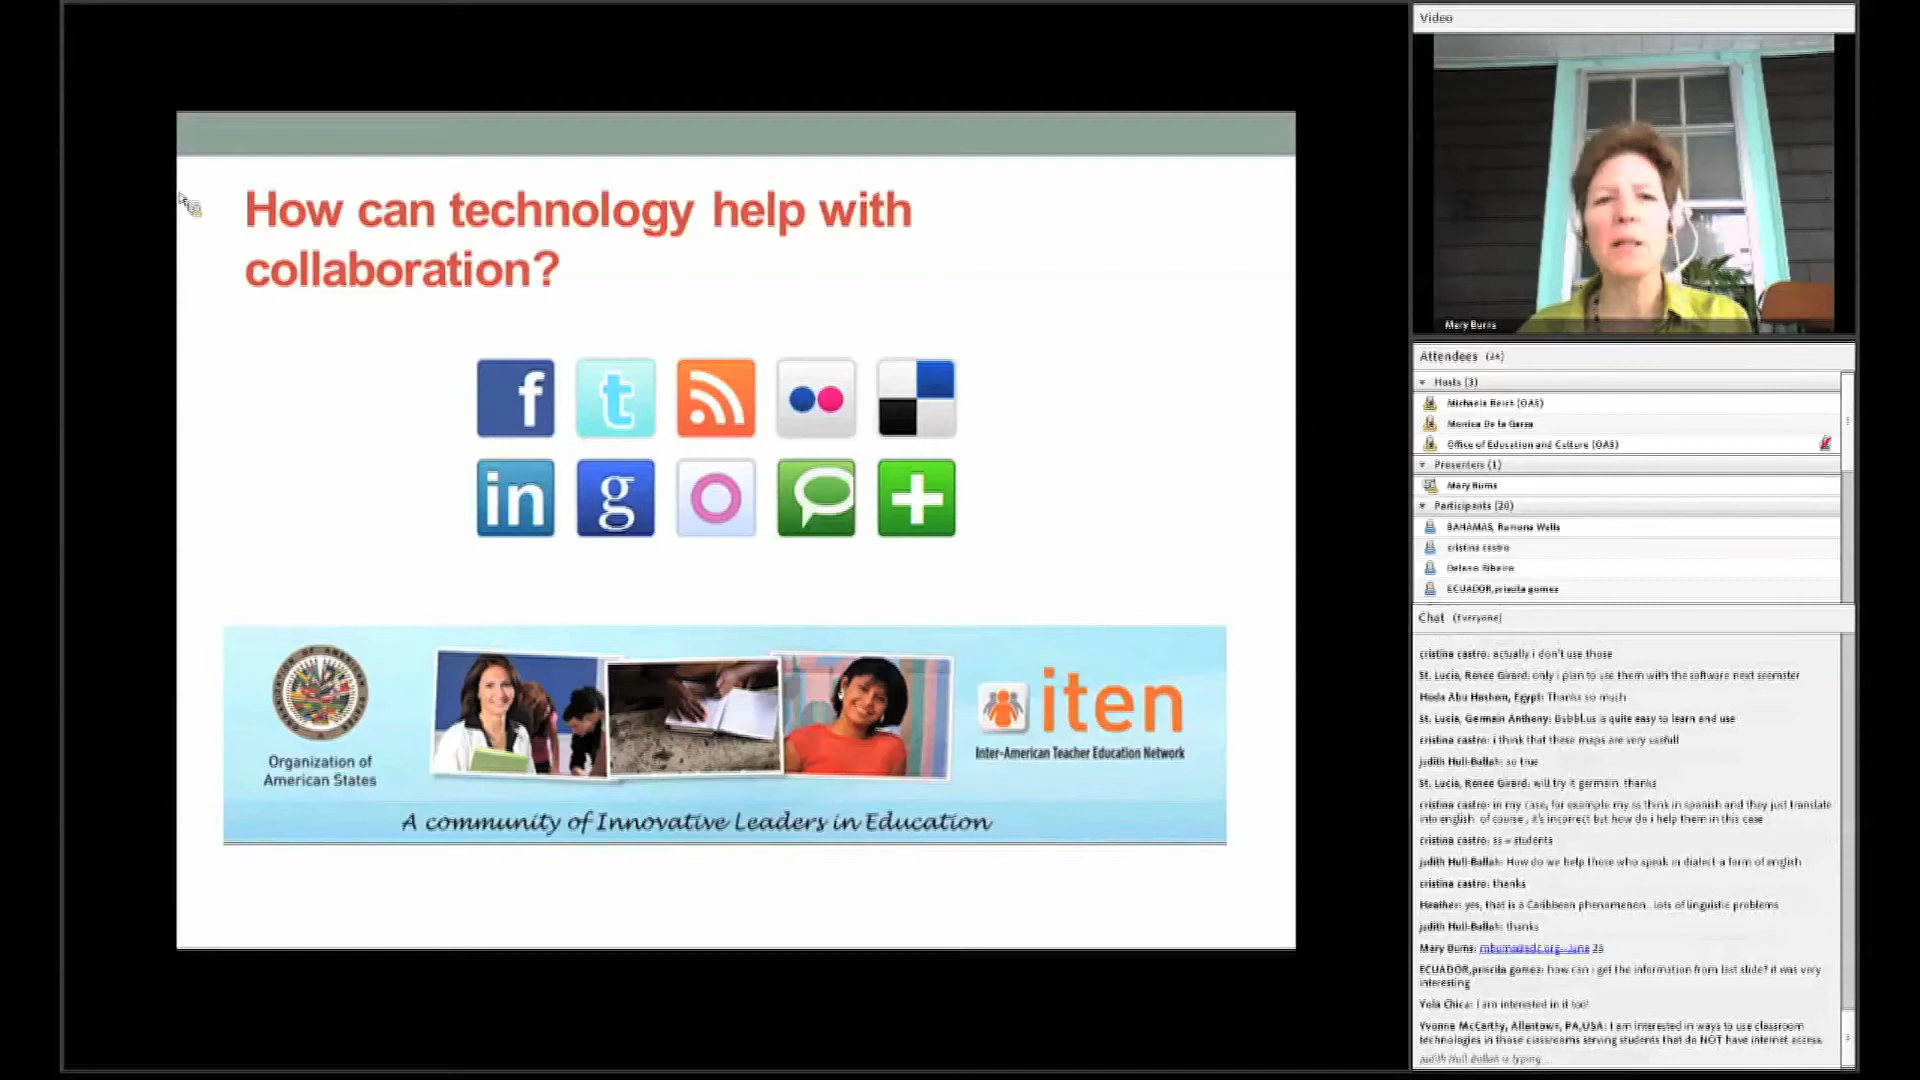 How can technology help with
collaboration?
f
t
in
g
Organization of
American States
iten
Inter-American Teacher Education Network
A community of Innovative Leaders in Education
Video
Mary Burns
Attendees (24)
Hosts (3)
Michaela Reich (OAS)
Monica De la Garza
Office of Education and Culture (OAS)
Presenters (1)
Mary Burns
Participants (20)
BAHAMAS, Ramona Wells
cristina castro
Ribeiro
ECUADOR,priscila gomez
Chat (Everyone)
cristina castro: actually i don't use those
St. Lucia, Renee Girard: only i plan to use them with the software next semester
Hoda Abu Hashem, Egypt: Thanks so much
St. Lucia, Germain Anthony: Bubbl.us is quite easy to learn and use
cristina castro: i think that these maps are very usfull
judith Hull-Ballah: so true
St. Lucia, Renee Girard: will try it germain. thanks
cristina castro: in my case, for example my ss think in spanish and they just translate
into english. of course , it's incorrect but how do i help them in this case
cristina castro: ss = students
judith Hull-Ballah: How do we help those who speak in dialect-a form of english
cristina castro: thanks
Heather: yes, that is a Caribbean phenomenon...lots of linguistic problems
judith Hull-Ballah: thanks
Mary Burns: mburns@edc.org--June 25
ECUADOR,priscila gomez: how can i get the information from last slide? it was very
interesting
Yola Chica: I am interested in it too!
Yvonne McCarthy, Allentown, PA,USA: I am interested in ways to use classroom
technologies in those classrooms serving students that do NOT have internet access.
judith Hull-Ballah is typing...